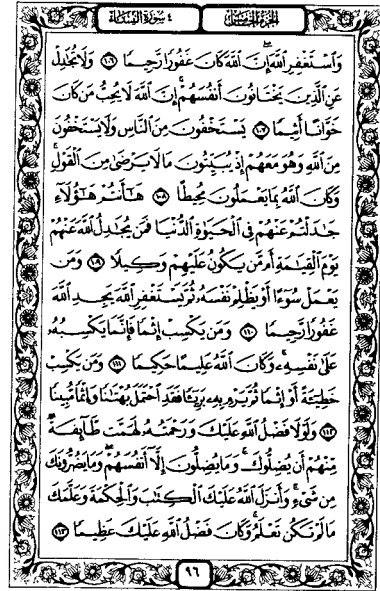 الجزء الخامس
٤ سورة النساء
وَٱسْتَغْفِرِ ٱللَّهَ إِنَّ ٱللَّهَ كَانَ غَفُورًا رَّحِيمًا ١٠٦ وَلَا تُجَٰدِلْ
عَنِ ٱلَّذِينَ يَخْتَانُونَ أَنفُسَهُمْ إِنَّ ٱللَّهَ لَا يُحِبُّ مَن كَانَ
خَوَّانًا أَثِيمًا ١٠٧ يَسْتَخْفُونَ مِنَ ٱلنَّاسِ وَلَا يَسْتَخْفُونَ
مِنَ ٱللَّهِ وَهُوَ مَعَهُمْ إِذْ يُبَيِّتُونَ مَا لَا يَرْضَىٰ مِنَ ٱلْقَوْلِ
وَكَانَ ٱللَّهُ بِمَا يَعْمَلُونَ مُحِيطًا ١٠٨ هَٰٓأَنتُمْ هَٰٓؤُلَآءِ
جَٰدَلْتُمْ عَنْهُمْ فِى ٱلْحَيَوٰةِ ٱلدُّنْيَا فَمَن يُجَٰدِلُ ٱللَّهَ عَنْهُمْ
يَوْمَ ٱلْقِيَٰمَةِ أَم مَّن يَكُونُ عَلَيْهِمْ وَكِيلًا ١٠٩ وَمَن
يَعْمَلْ سُوٓءًا أَوْ يَظْلِمْ نَفْسَهُۥ ثُمَّ يَسْتَغْفِرِ ٱللَّهَ يَجِدِ ٱللَّهَ
غَفُورًا رَّحِيمًا ١١٠ وَمَن يَكْسِبْ إِثْمًا فَإِنَّمَا يَكْسِبُهُۥ
عَلَىٰ نَفْسِهِۦ وَكَانَ ٱللَّهُ عَلِيمًا حَكِيمًا ١١١ وَمَن يَكْسِبْ
خَطِيٓـَٔةً أَوْ إِثْمًا ثُمَّ يَرْمِ بِهِۦ بَرِيٓـًٔا فَقَدِ ٱحْتَمَلَ بُهْتَٰنًا وَإِثْمًا مُّبِينًا
١١٢ وَلَوْلَا فَضْلُ ٱللَّهِ عَلَيْكَ وَرَحْمَتُهُۥ لَهَمَّت طَّآئِفَةٌ
مِّنْهُمْ أَن يُضِلُّوكَ وَمَا يُضِلُّونَ إِلَّآ أَنفُسَهُمْ وَمَا يَضُرُّونَكَ
مِن شَىْءٍ وَأَنزَلَ ٱللَّهُ عَلَيْكَ ٱلْكِتَٰبَ وَٱلْحِكْمَةَ وَعَلَّمَكَ
مَا لَمْ تَكُن تَعْلَمُ وَكَانَ فَضْلُ ٱللَّهِ عَلَيْكَ عَظِيمًا ١١٣
٩٦